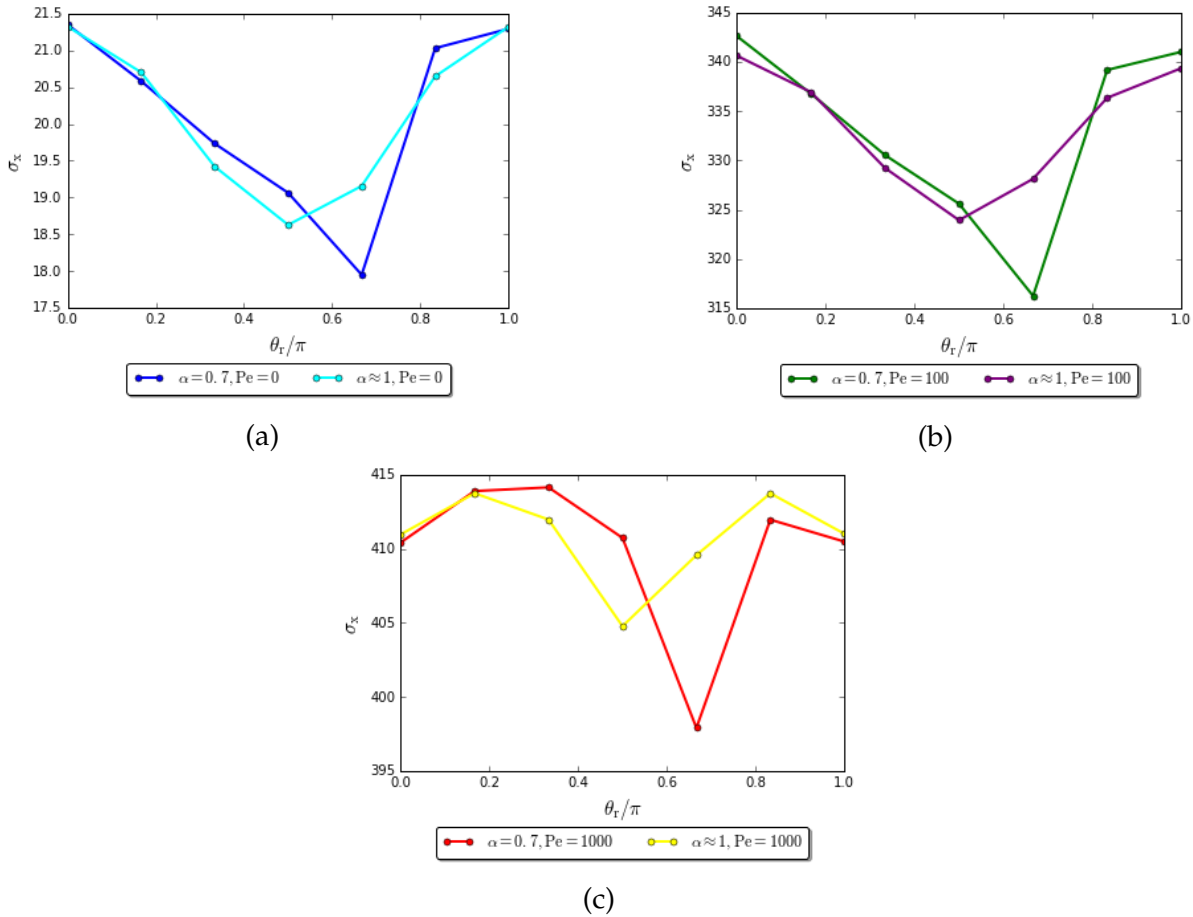 21.5
21.0
20.5
20.0
19.5
19.0
18.5
18.0
17.5
σx
0.0 0.2 0.4 0.6 0.8 1.0
θr/π
α = 0.7, Pe = 0 α ≈ 1, Pe = 0
(a)
345
340
335
330
325
320
315
σx
0.0 0.2 0.4 0.6 0.8 1.0
θr/π
α = 0.7, Pe = 100 α ≈ 1, Pe = 100
(b)
415
410
405
400
395
σx
0.0 0.2 0.4 0.6 0.8 1.0
θr/π
α = 0.7, Pe = 1000 α ≈ 1, Pe = 1000
(c)